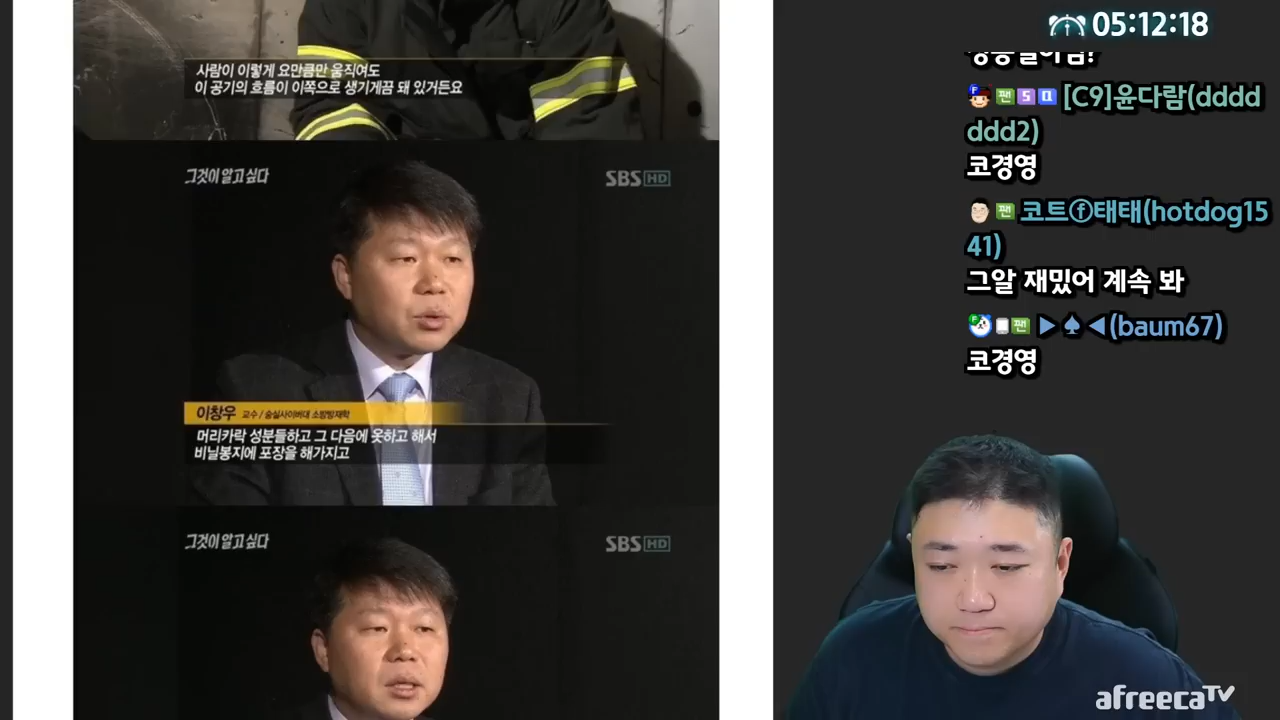 사람이 이렇게 요만큼만 움직여도
이 공기의 흐름이 이쪽으로 생기게끔 돼 있거든요
그것이 알고 싶다
SBS HD
이창우 교수 / 숭실사이버대 소방방재학
머리카락 성분들하고 그 다음에 옷하고 해서
비닐봉지에 포장을 해가지고
그것이 알고 싶다
SBS HD
05:12:18
[C9]윤다람(dddd
ddd2)
코경영
코트ⓕ태태(hotdog15
41)
그알 재밌어 계속 봐
▶♠◀(baum67)
코경영
afreecaTV